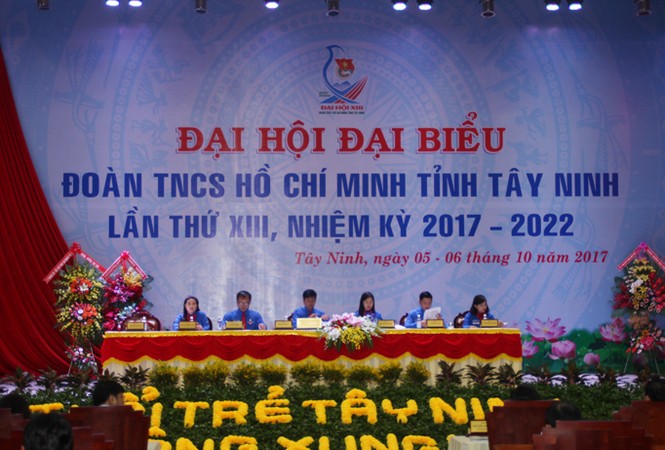 ĐẠI HỘI XIII
ĐẠI HỘI ĐẠI BIỂU
ĐOÀN TNCS HỒ CHÍ MINH TỈNH TÂY NINH
LẦN THỨ XIII, NHIỆM KỲ 2017 - 2022
Tây Ninh, ngày 05 - 06 tháng 10 năm 2017
TRẺ TÂY
XUNG